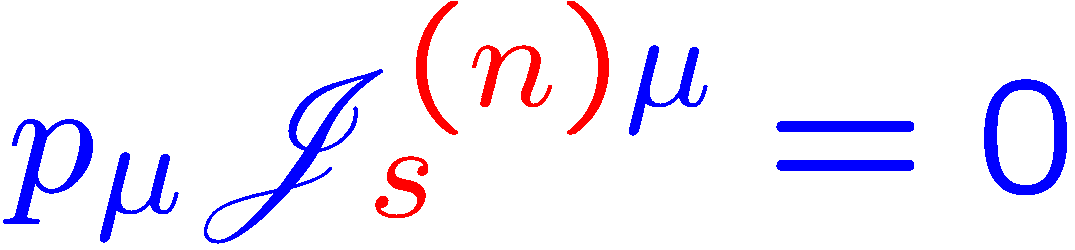 p_μ 𝒥_s^{(n)μ} = 0